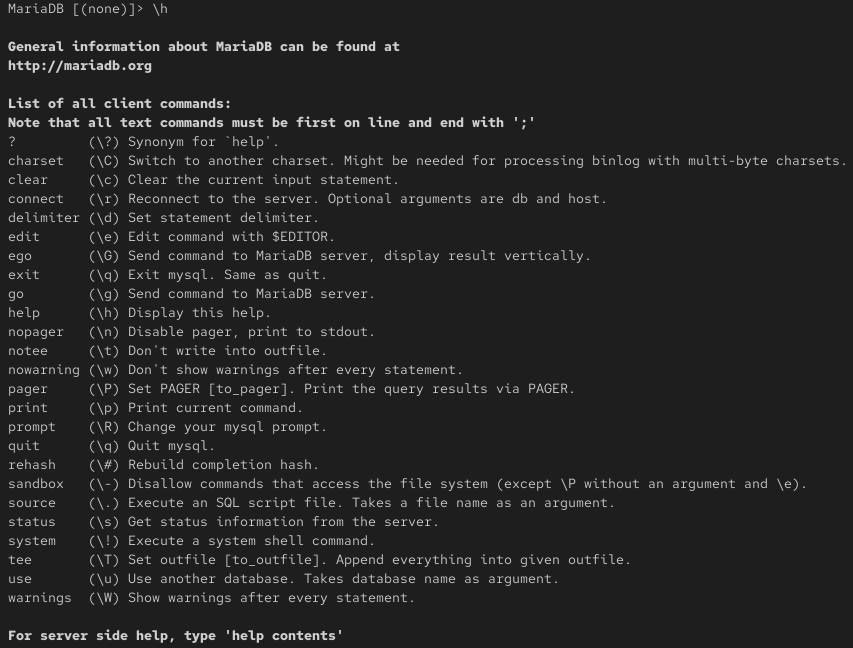 MariaDB [(none)]> \h
General information about MariaDB can be found at
http://mariadb.org
List of all client commands:
Note that all text commands must be first on line and end with ';'
?         (\?) Synonym for `help'.
charset   (\C) Switch to another charset. Might be needed for processing binlog with multi-byte charsets.
clear     (\c) Clear the current input statement.
connect   (\r) Reconnect to the server. Optional arguments are db and host.
delimiter (\d) Set statement delimiter.
edit      (\e) Edit command with $EDITOR.
ego       (\G) Send command to MariaDB server, display result vertically.
exit      (\q) Exit mysql. Same as quit.
go        (\g) Send command to MariaDB server.
help      (\h) Display this help.
nopager   (\n) Disable pager, print to stdout.
notee     (\t) Don't write into outfile.
nowarning (\w) Don't show warnings after every statement.
pager     (\P) Set PAGER [to_pager]. Print the query results via PAGER.
print     (\p) Print current command.
prompt    (\R) Change your mysql prompt.
quit      (\q) Quit mysql.
rehash    (\#) Rebuild completion hash.
sandbox   (\-) Disallow commands that access the file system (except \P without an argument and \e).
source    (\.) Execute an SQL script file. Takes a file name as an argument.
status    (\s) Get status information from the server.
system    (\!) Execute a system shell command.
tee       (\T) Set outfile [to_outfile]. Append everything into given outfile.
use       (\u) Use another database. Takes database name as argument.
warnings  (\W) Show warnings after every statement.
For server side help, type 'help contents'